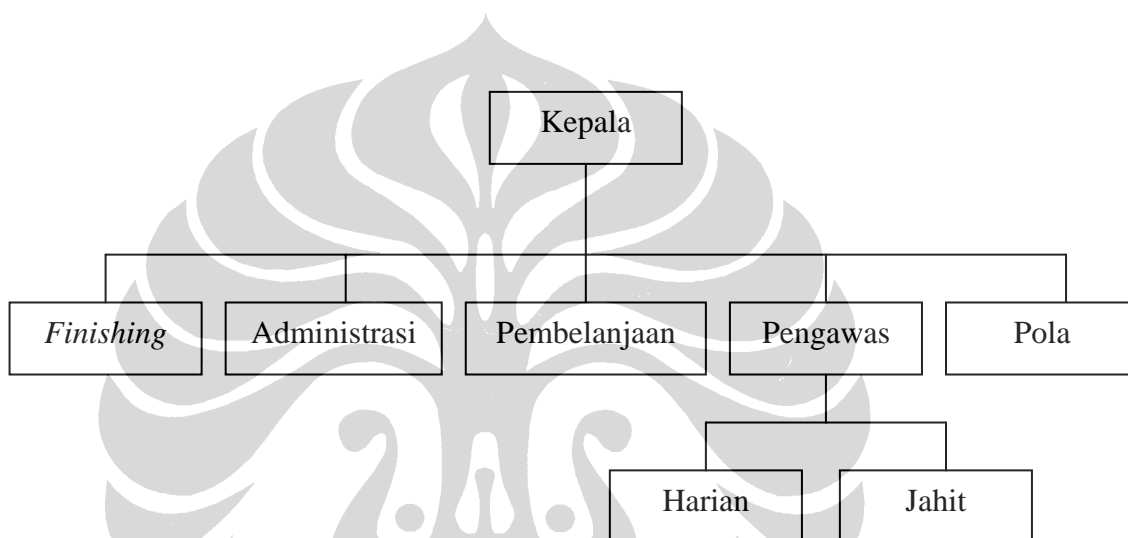 Kepala
Finishing
Administrasi
Pembelanjaan
Pengawas
Pola
Harian
Jahit